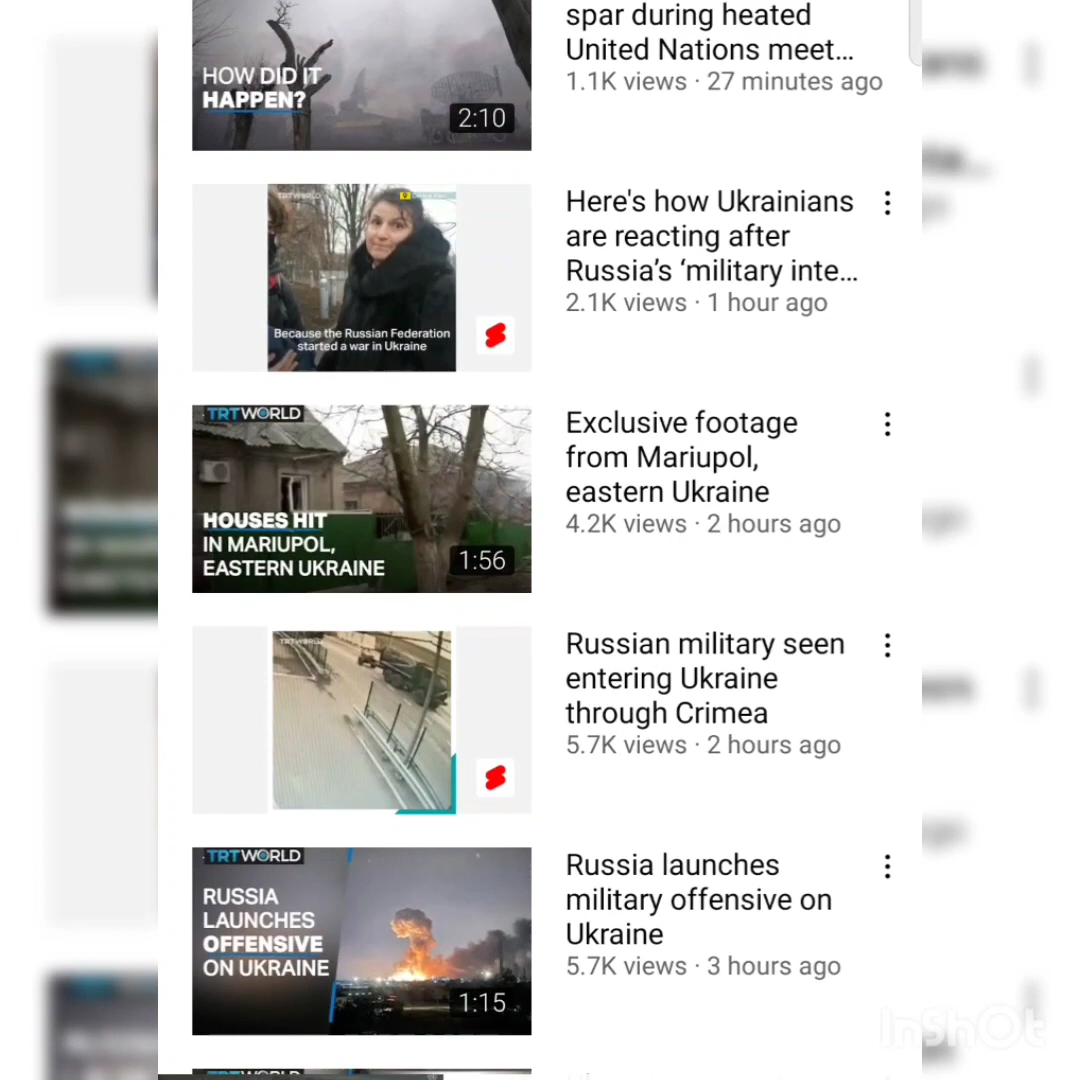 spar during heated
United Nations meet...
1.1K views · 27 minutes ago
HOW DID IT
HAPPEN?
2:10
TRTWORLD
Because the Russian Federation
started a war in Ukraine
Here's how Ukrainians
are reacting after
Russia’s ‘military inte...
2.1K views · 1 hour ago
TRTWORLD
HOUSES HIT
IN MARIUPOL,
EASTERN UKRAINE
1:56
Exclusive footage
from Mariupol,
eastern Ukraine
4.2K views · 2 hours ago
TRTWORLD
Russian military seen
entering Ukraine
through Crimea
5.7K views · 2 hours ago
TRTWORLD
RUSSIA
LAUNCHES
OFFENSIVE
ON UKRAINE
1:15
Russia launches
military offensive on
Ukraine
5.7K views · 3 hours ago
InShOt
TRTWORLD